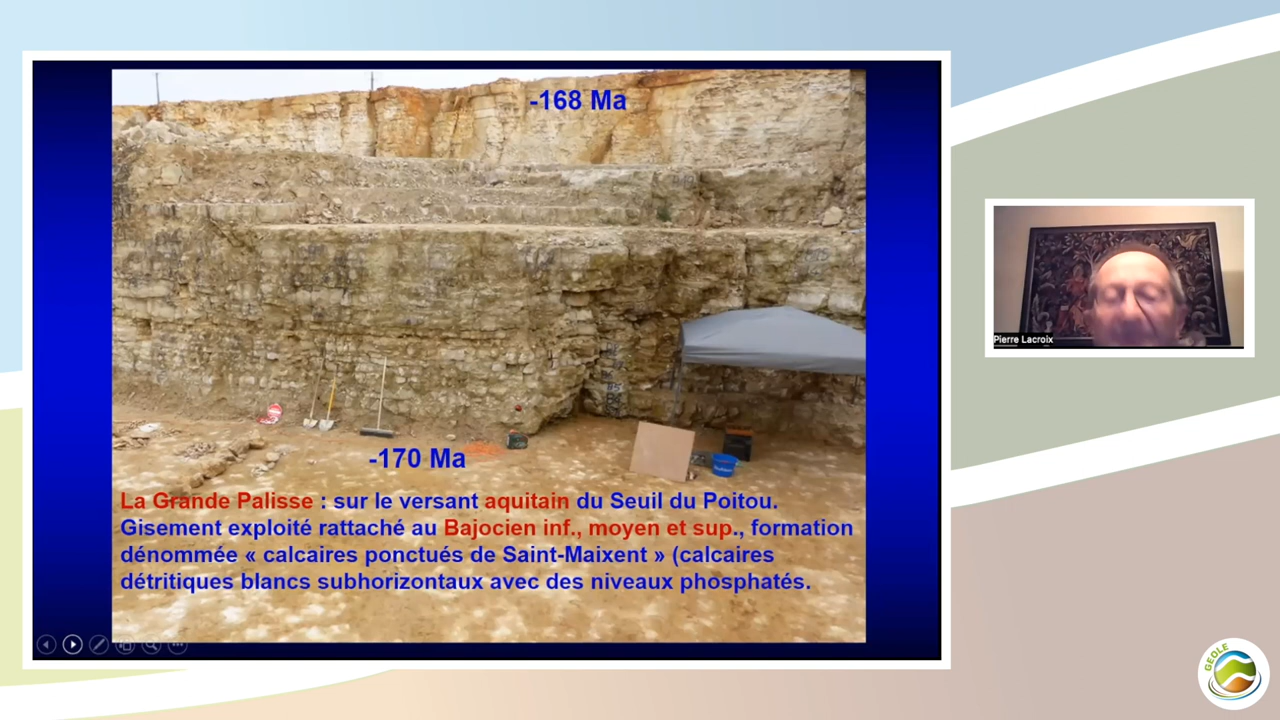 -168 Ma
-170 Ma
La Grande Palisse : sur le versant aquitain du Seuil du Poitou.
Gisement exploité rattaché au Bajocien inf., moyen et sup., formation
dénommée « calcaires ponctués de Saint-Maixent » (calcaires
détritiques blancs subhorizontaux avec des niveaux phosphatés.
Pierre Lacroix
GEOLE